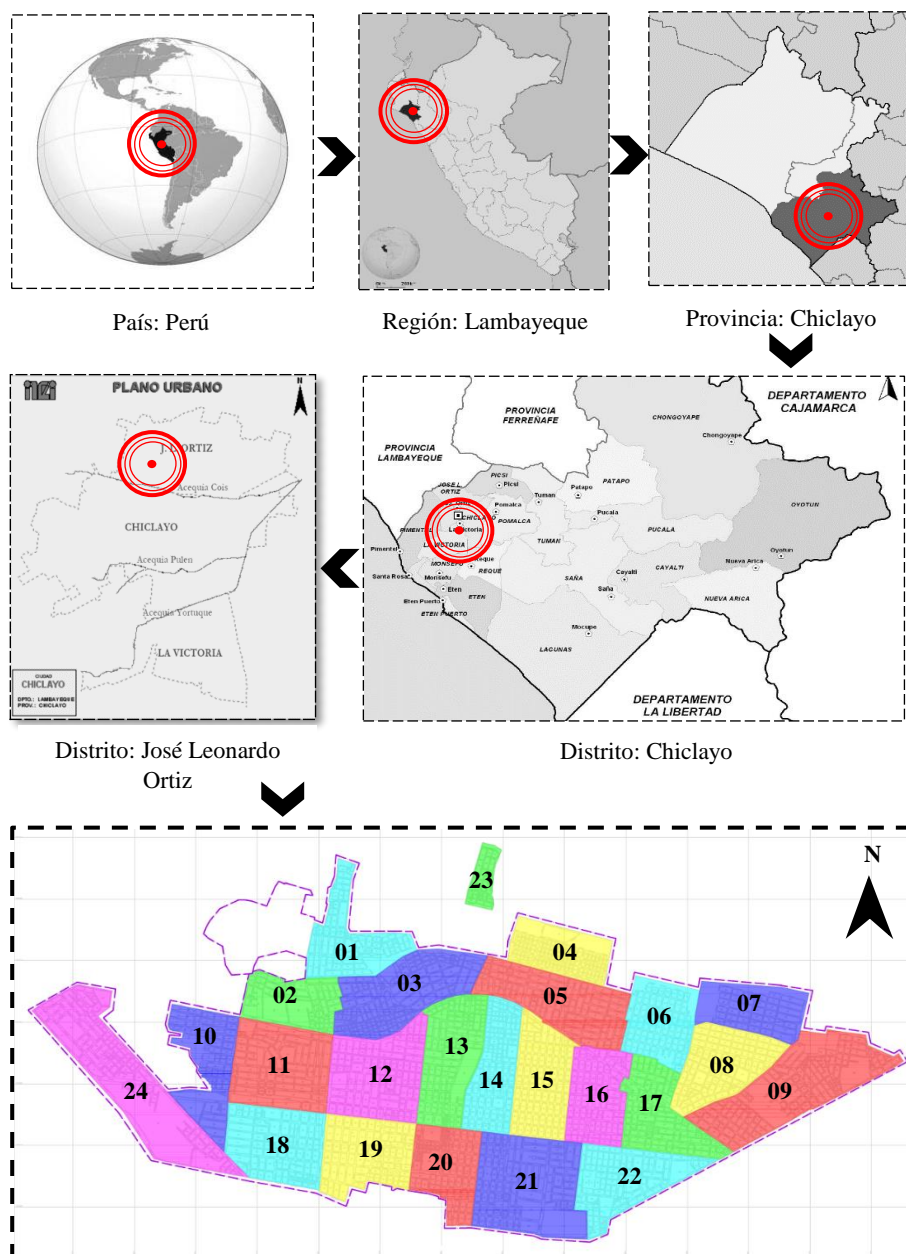 País: Perú
Región: Lambayeque
Provincia: Chiclayo
inei
PLANO URBANO
N
J. L. ORTIZ
Acequia Cois
CHICLAYO
Acequia Pulen
Acequia Yortuque
LA VICTORIA
CIUDAD
CHICLAYO
DPTO.: LAMBAYEQUE
PROV.: CHICLAYO
DEPARTAMENTO
CAJAMARCA
PROVINCIA
FERREÑAFE
CHONGOYAPE
Chongoyape
PROVINCIA
LAMBAYEQUE
PICSI
Picsi
JOSE L.
ORTIZ
Patapo
PATAPO
Tuman
OYOTUN
Pomalca
POMALCA
CHICLAYO
Pucala
La Victoria
PIMENTEL
PUCALA
LA VICTORIA
TUMAN
Pimentel
Oyotun
Nueva Arica
MONSEFU
REQUE
CAYALTI
Santa Rosa
Monsefu
SAÑA
Cayalti
Eten
ETEN
Saña
NUEVA ARICA
Eten Puerto
ETEN PUERTO
Mocupe
LAGUNAS
DEPARTAMENTO
LA LIBERTAD
Distrito: José Leonardo
Ortiz
Distrito: Chiclayo
N
23
01
04
02
03
05
06
07
10
11
12
13
14
15
16
17
08
09
24
18
19
20
21
22